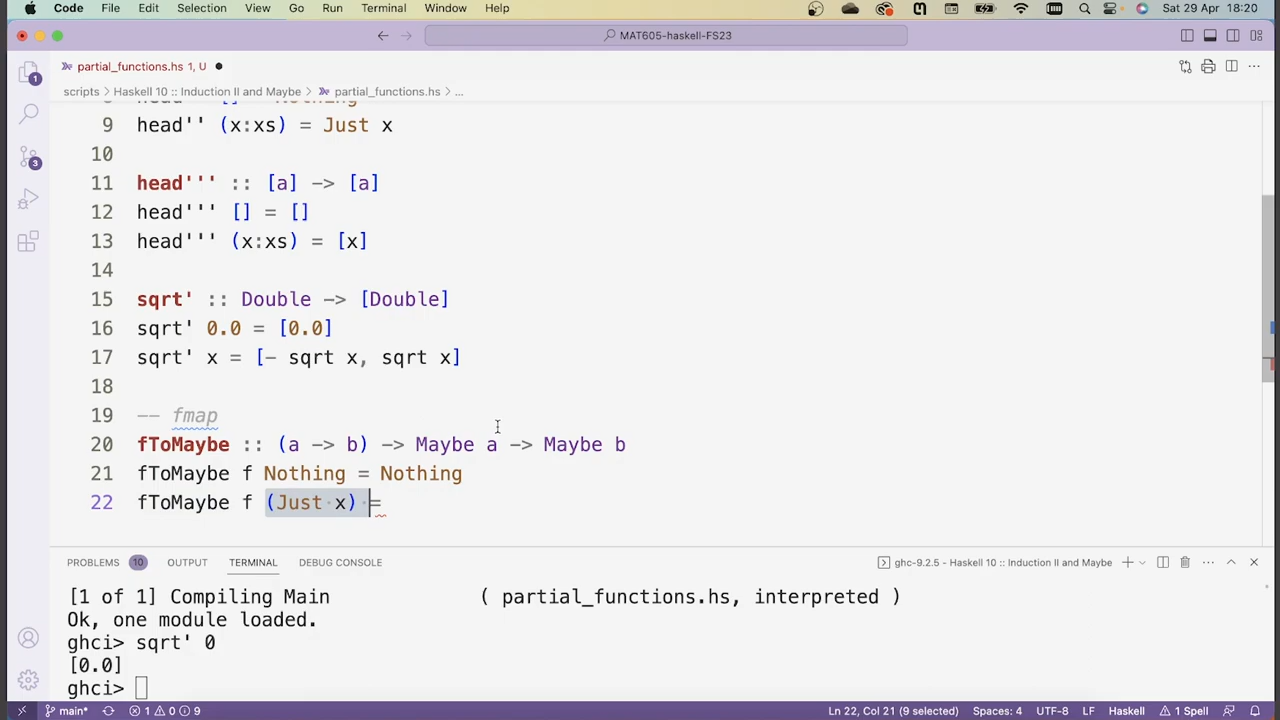 Code File Edit Selection View Go Run Terminal Window Help Sat 29 Apr 18:20
MAT605-haskell-FS23
partial_functions.hs 1, U
scripts > Haskell 10 :: Induction II and Maybe > partial_functions.hs > ...
8 head'' [] = Nothing
9 head'' (x:xs) = Just x
10
11 head''' :: [a] -> [a]
12 head''' [] = []
13 head''' (x:xs) = [x]
14
15 sqrt' :: Double -> [Double]
16 sqrt' 0.0 = [0.0]
17 sqrt' x = [- sqrt x, sqrt x]
18
19 -- fmap
20 fToMaybe :: (a -> b) -> Maybe a -> Maybe b
21 fToMaybe f Nothing = Nothing
22 fToMaybe f (Just x) =
PROBLEMS 10 OUTPUT TERMINAL DEBUG CONSOLE ghc-9.2.5 - Haskell 10 :: Induction II and Maybe
[1 of 1] Compiling Main ( partial_functions.hs, interpreted )
Ok, one module loaded.
ghci> sqrt' 0
[0.0]
ghci>
main* 1 0 9 Ln 22, Col 21 (9 selected) Spaces: 4 UTF-8 LF Haskell 1 Spell
1
3